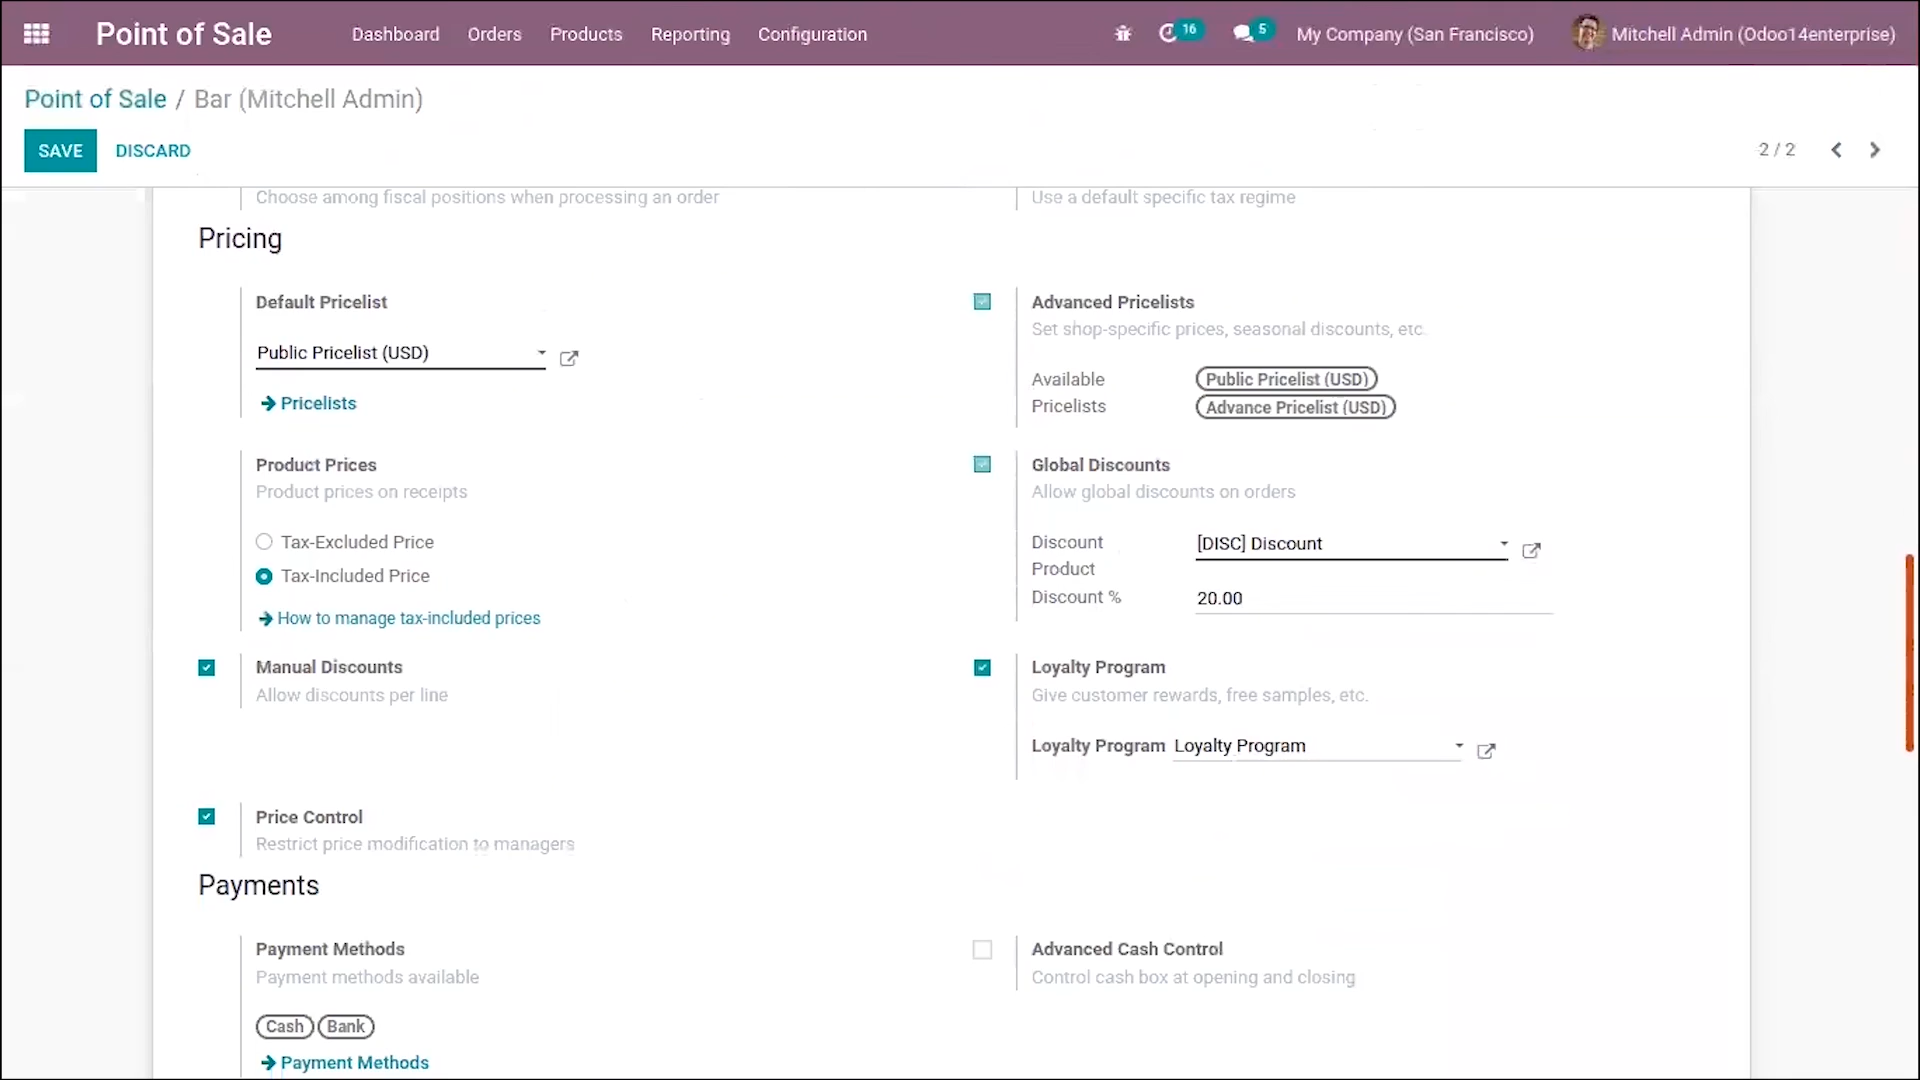 Point of Sale Dashboard Orders Products Reporting Configuration 16 5 My Company (San Francisco) Mitchell Admin (Odoo14enterprise)
Point of Sale / Bar (Mitchell Admin)
SAVE DISCARD 2 / 2
Choose among fiscal positions when processing an order
Use a default specific tax regime
Pricing
Default Pricelist
Public Pricelist (USD)
Pricelists
Advanced Pricelists
Set shop-specific prices, seasonal discounts, etc.
Available Pricelists
Public Pricelist (USD)
Advance Pricelist (USD)
Product Prices
Product prices on receipts
Tax-Excluded Price
Tax-Included Price
How to manage tax-included prices
Global Discounts
Allow global discounts on orders
Discount Product
[DISC] Discount
Discount % 20.00
Manual Discounts
Allow discounts per line
Loyalty Program
Give customer rewards, free samples, etc.
Loyalty Program Loyalty Program
Price Control
Restrict price modification to managers
Payments
Payment Methods
Payment methods available
Cash Bank
Payment Methods
Advanced Cash Control
Control cash box at opening and closing